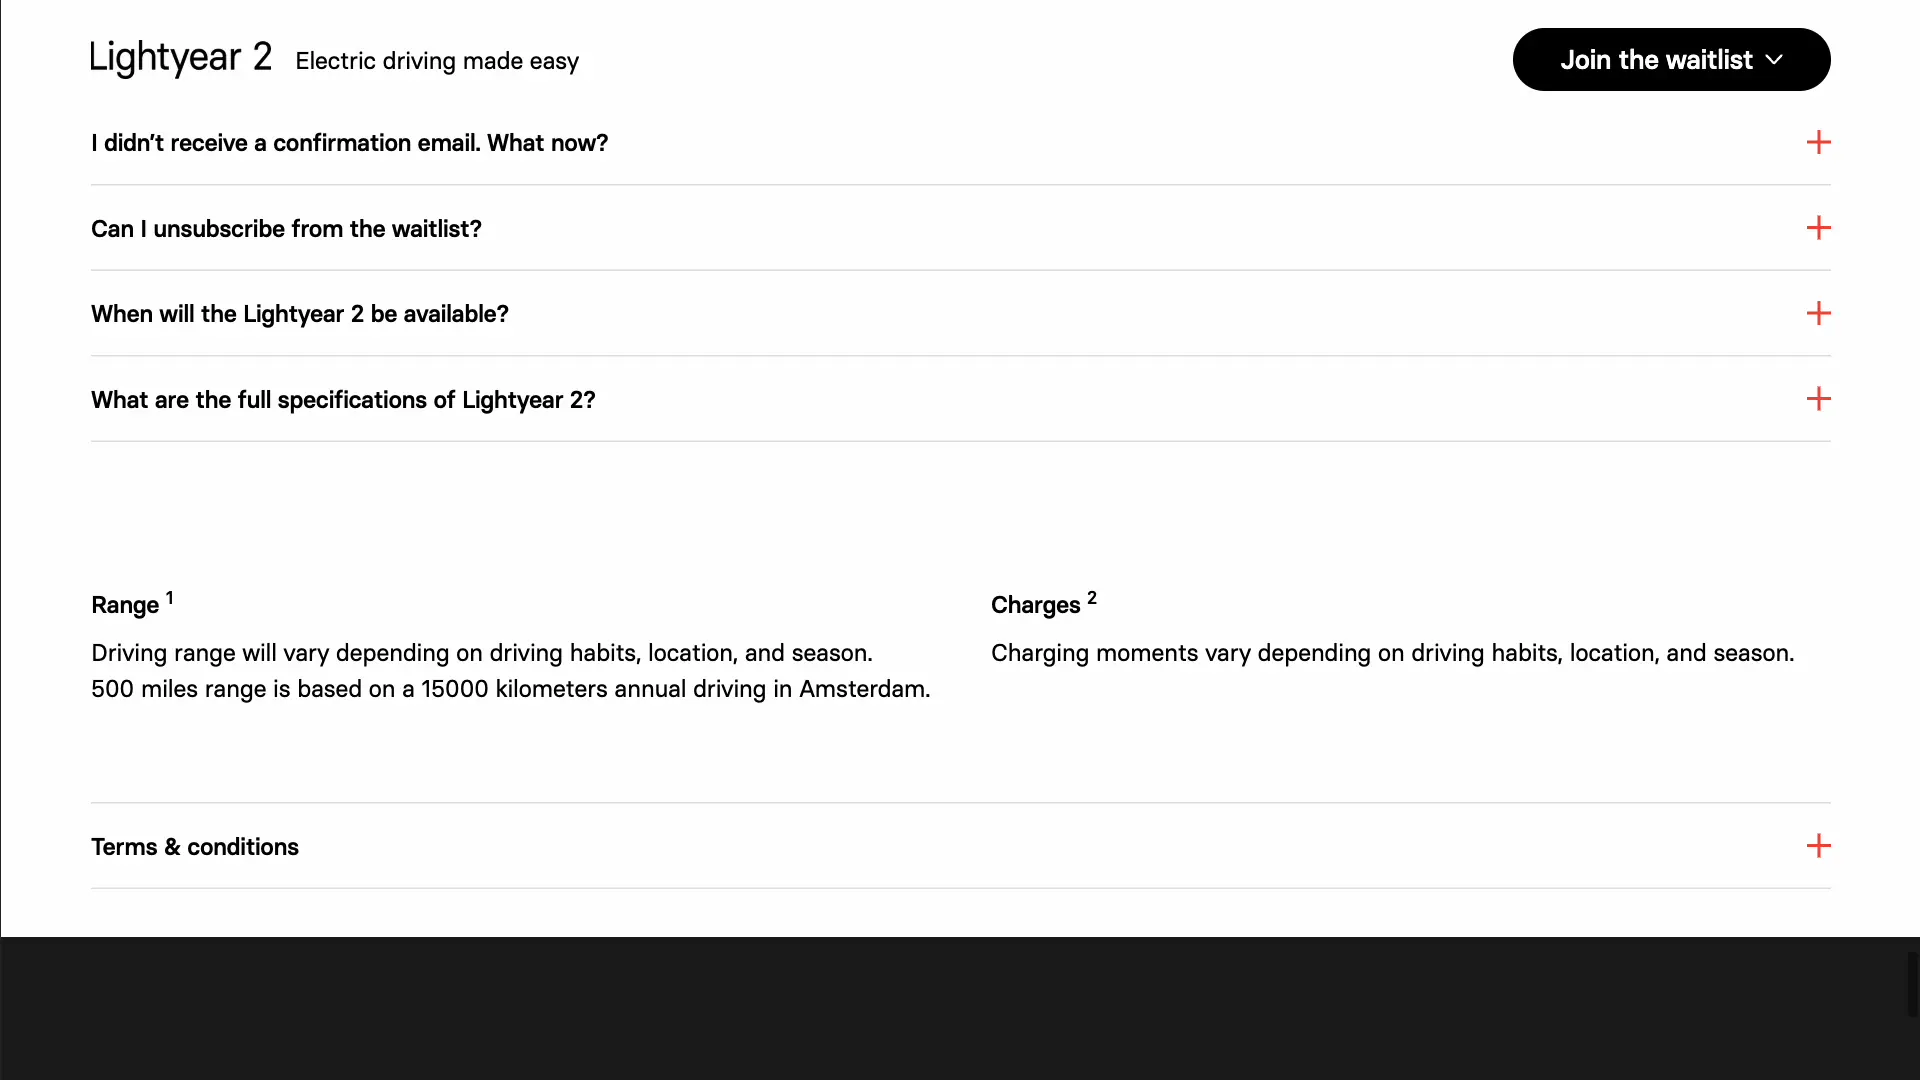 Lightyear 2 Electric driving made easy
Join the waitlist
I didn’t receive a confirmation email. What now?
Can I unsubscribe from the waitlist?
When will the Lightyear 2 be available?
What are the full specifications of Lightyear 2?
Range 1
Driving range will vary depending on driving habits, location, and season.
500 miles range is based on a 15000 kilometers annual driving in Amsterdam.
Charges 2
Charging moments vary depending on driving habits, location, and season.
Terms & conditions